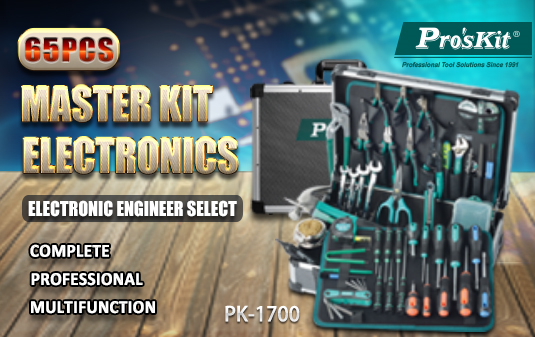 65PCS
Pro'sKit®
Professional Tool Solutions Since 1991
MASTER KIT
ELECTRONICS
ELECTRONIC ENGINEER SELECT
COMPLETE
PROFESSIONAL
MULTIFUNCTION
PK-1700